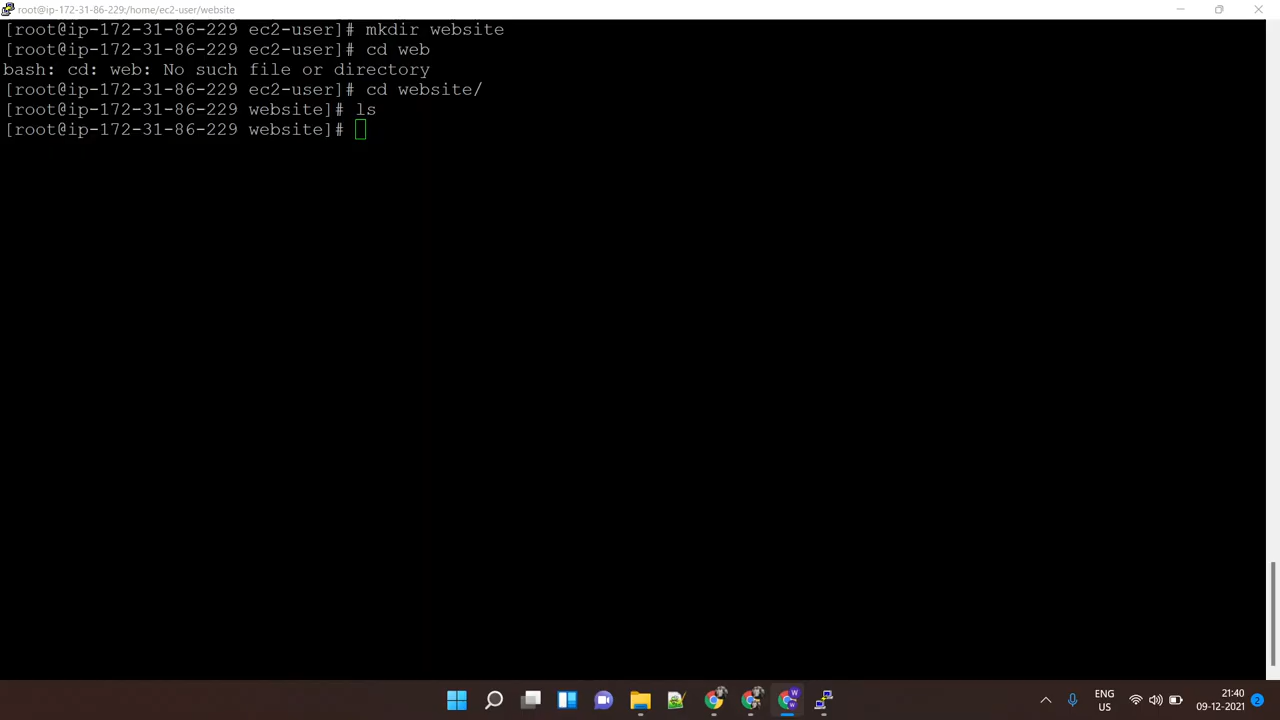 root@ip-172-31-86-229:/home/ec2-user/website
[root@ip-172-31-86-229 ec2-user]# mkdir website
[root@ip-172-31-86-229 ec2-user]# cd web
bash: cd: web: No such file or directory
[root@ip-172-31-86-229 ec2-user]# cd website/
[root@ip-172-31-86-229 website]# ls
[root@ip-172-31-86-229 website]#
ENG
US
21:40
09-12-2021
2
W
W